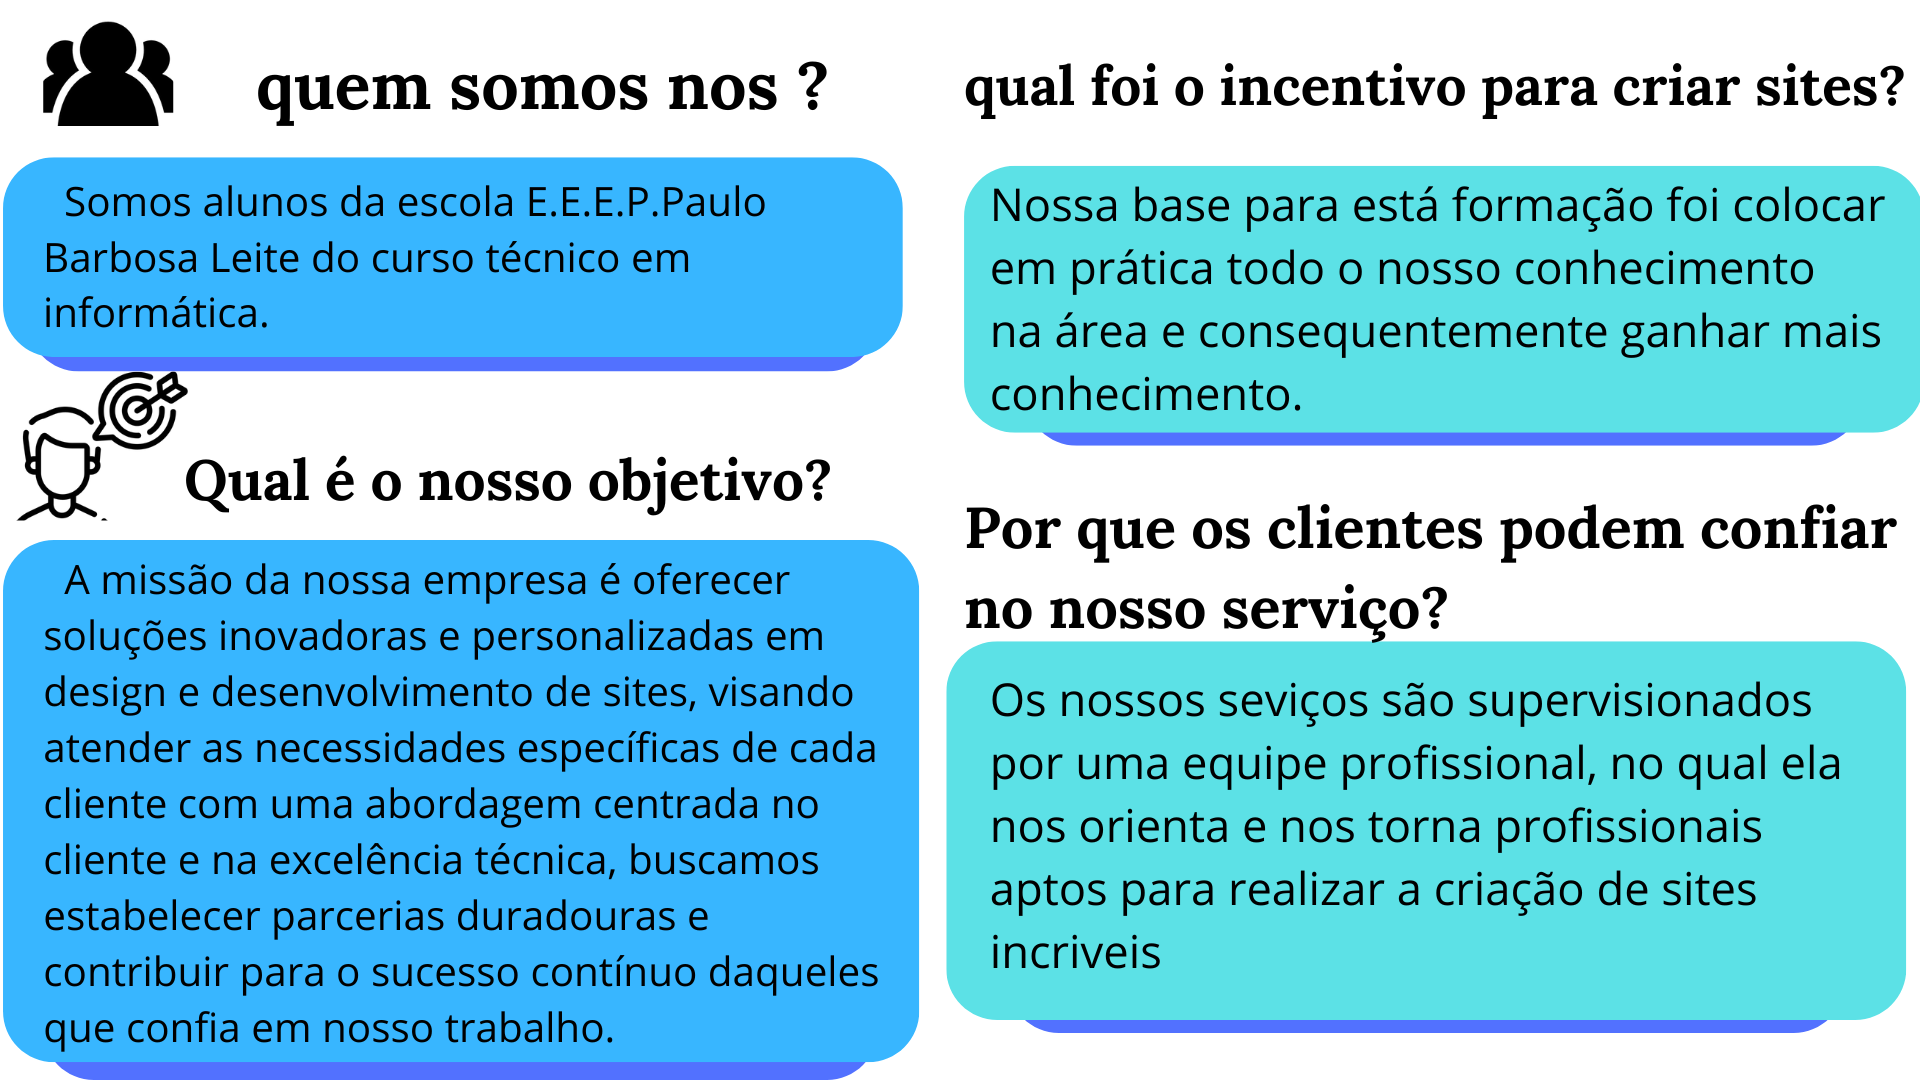 quem somos nos ?
Somos alunos da escola E.E.E.P.Paulo
Barbosa Leite do curso técnico em
informática.
Qual é o nosso objetivo?
A missão da nossa empresa é oferecer
soluções inovadoras e personalizadas em
design e desenvolvimento de sites, visando
atender as necessidades específicas de cada
cliente com uma abordagem centrada no
cliente e na excelência técnica, buscamos
estabelecer parcerias duradouras e
contribuir para o sucesso contínuo daqueles
que confia em nosso trabalho.
qual foi o incentivo para criar sites?
Nossa base para está formação foi colocar
em prática todo o nosso conhecimento
na área e consequentemente ganhar mais
conhecimento.
Por que os clientes podem confiar
no nosso serviço?
Os nossos seviços são supervisionados
por uma equipe profissional, no qual ela
nos orienta e nos torna profissionais
aptos para realizar a criação de sites
incriveis